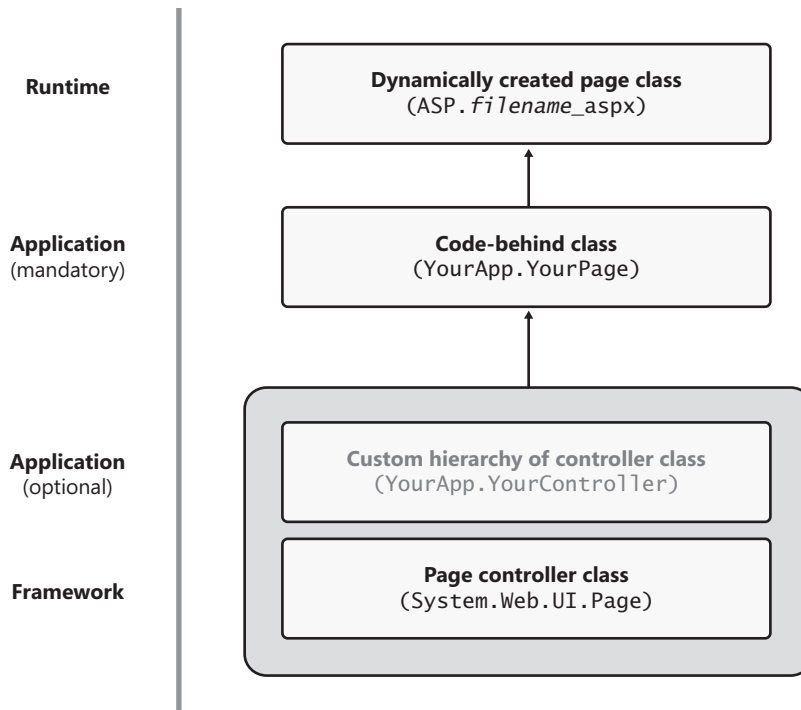 Runtime
Dynamically created page class
(ASP.filename_aspx)
Application
(mandatory)
Code-behind class
(YourApp.YourPage)
Application
(optional)
Custom hierarchy of controller class
(YourApp.YourController)
Framework
Page controller class
(System.Web.UI.Page)